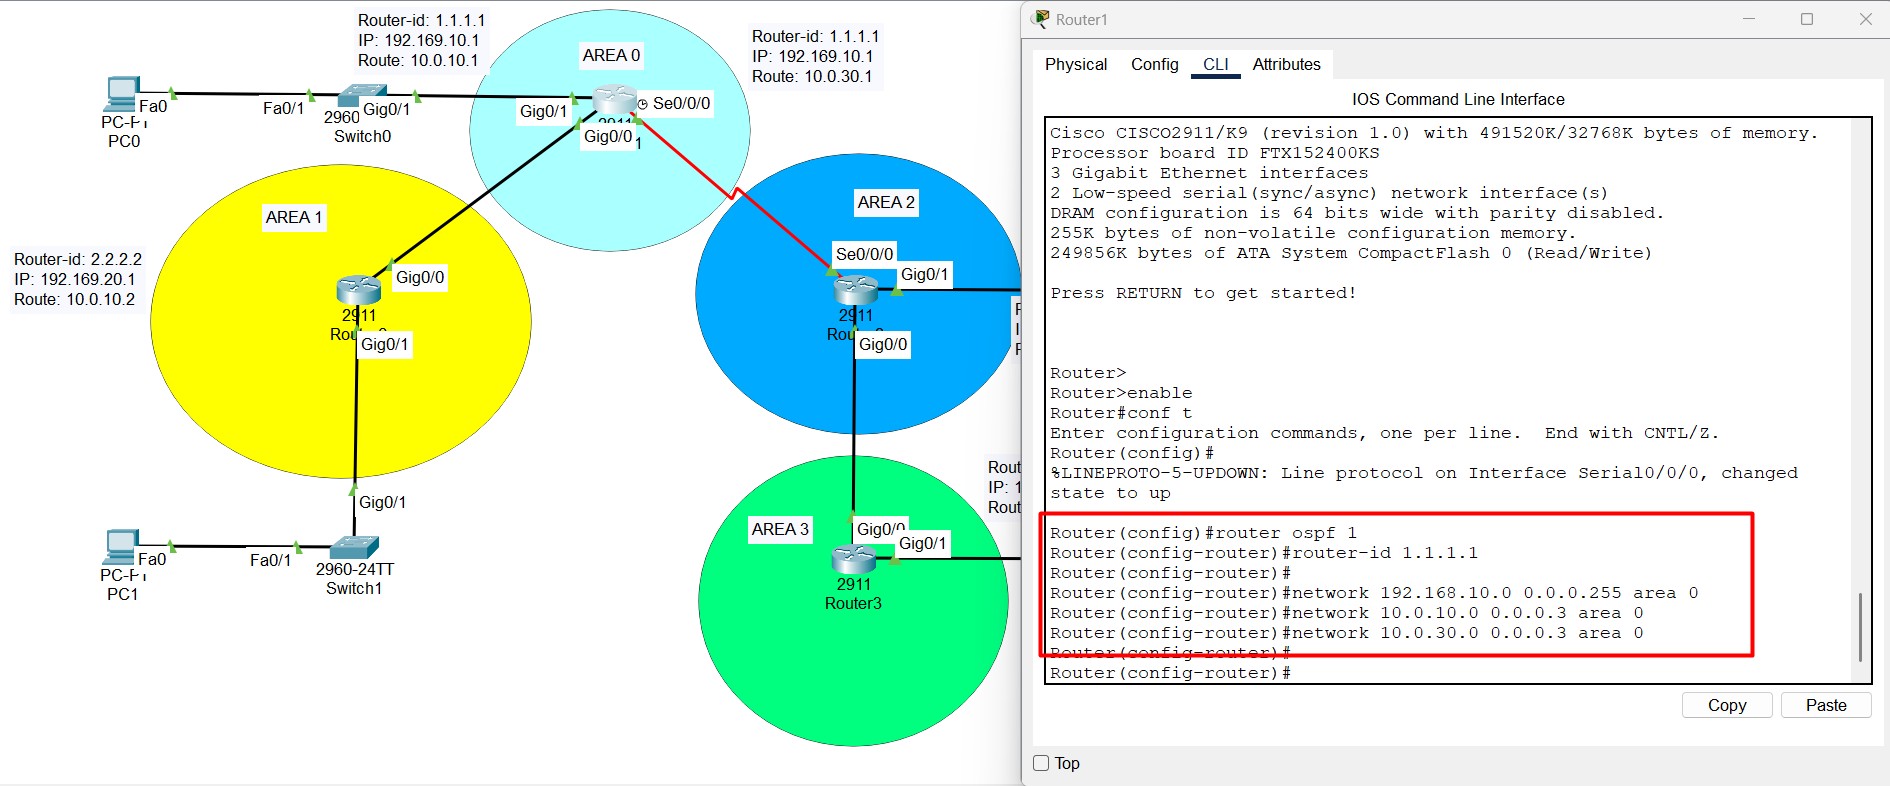 Router-id: 1.1.1.1
IP: 192.169.10.1
Route: 10.0.10.1
Router-id: 1.1.1.1
IP: 192.169.10.1
Route: 10.0.30.1
AREA 0
Fa0
PC0
Fa0/1
Gig0/1
2960
Switch0
Gig0/1
Se0/0/0
2911
Gig0/0
1
AREA 1
Router-id: 2.2.2.2
IP: 192.169.20.1
Route: 10.0.10.2
Gig0/0
2911
Gig0/1
Gig0/1
Fa0
PC1
Fa0/1
2960-24TT
Switch1
AREA 2
Se0/0/0
Gig0/1
2911
Gig0/0
AREA 3
Gig0/0
Gig0/1
2911
Router3
Rout
IP: 1
Rout
Router1
Physical Config CLI Attributes
IOS Command Line Interface
Cisco CISCO2911/K9 (revision 1.0) with 491520K/32768K bytes of memory.
Processor board ID FTX152400KS
3 Gigabit Ethernet interfaces
2 Low-speed serial(sync/async) network interface(s)
DRAM configuration is 64 bits wide with parity disabled.
255K bytes of non-volatile configuration memory.
249856K bytes of ATA System CompactFlash 0 (Read/Write)
Press RETURN to get started!
Router>
Router>enable
Router#conf t
Enter configuration commands, one per line.  End with CNTL/Z.
Router(config)#
%LINEPROTO-5-UPDOWN: Line protocol on Interface Serial0/0/0, changed
state to up
Router(config)#router ospf 1
Router(config-router)#router-id 1.1.1.1
Router(config-router)#
Router(config-router)#network 192.168.10.0 0.0.0.255 area 0
Router(config-router)#network 10.0.10.0 0.0.0.3 area 0
Router(config-router)#network 10.0.30.0 0.0.0.3 area 0
Router(config-router)#
Router(config-router)#
Copy
Paste
Top